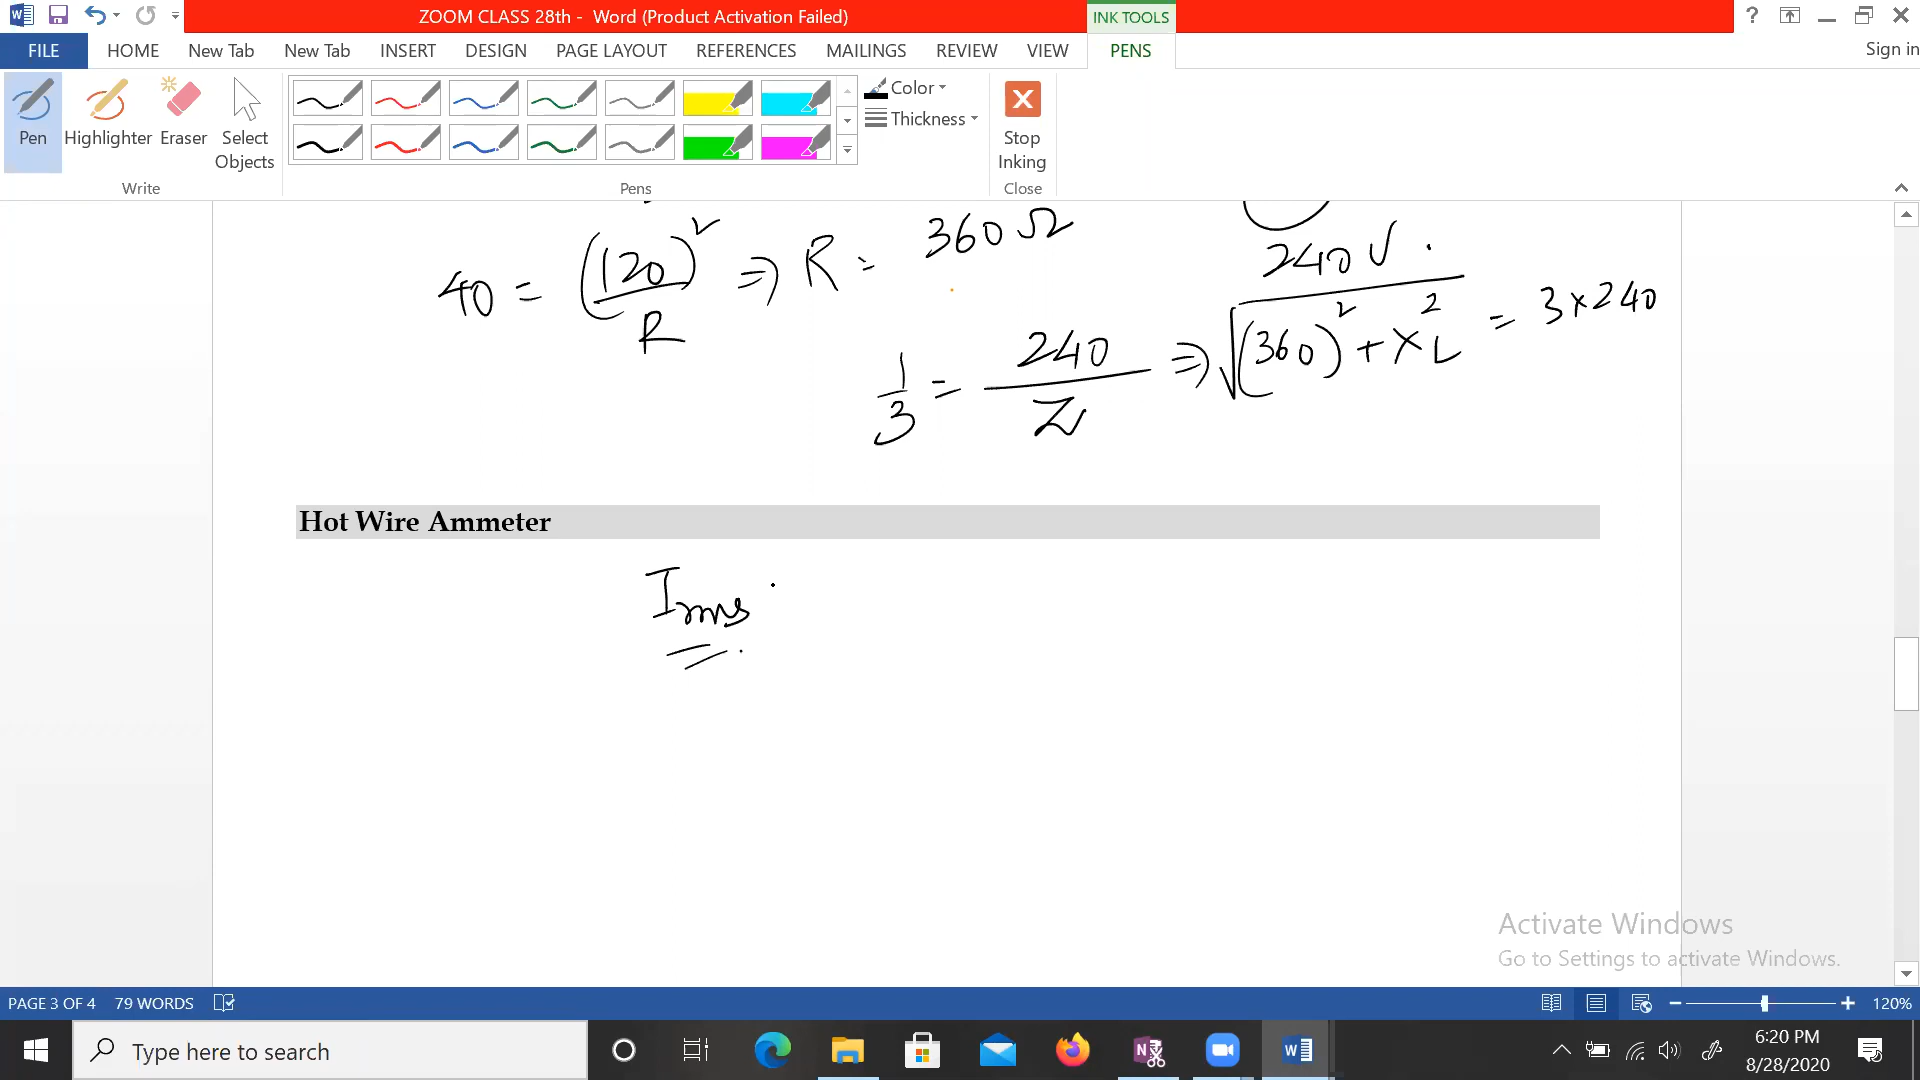 ZOOM CLASS 28th - Word (Product Activation Failed)
INK TOOLS
?
FILE HOME New Tab New Tab INSERT DESIGN PAGE LAYOUT REFERENCES MAILINGS REVIEW VIEW PENS
Sign in
Pen Highlighter Eraser Select Objects
Color
Thickness
Stop Inking
Write Pens Close
40 = (120)² / R ⇒ R = 360 Ω
240 V.
1/3 = 240 / Z ⇒ √(360)² + X²L = 3 × 240
Hot Wire Ammeter
Irms
Activate Windows
Go to Settings to activate Windows.
PAGE 3 OF 4 79 WORDS
120%
Type here to search
N
6:20 PM
8/28/2020